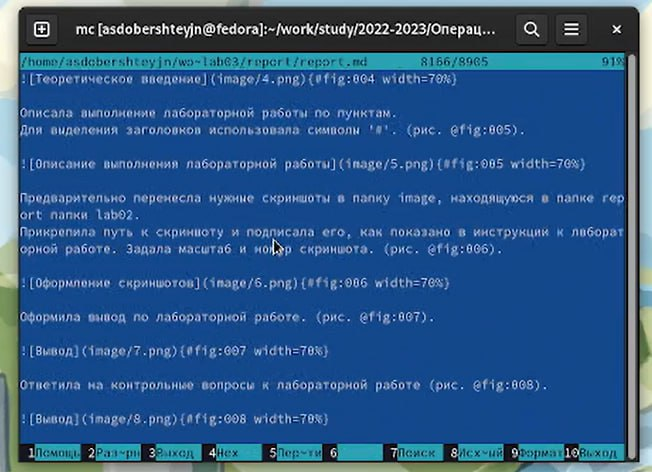 mc [asdobershteyjn@fedora]:~/work/study/2022-2023/Операц...
/home/asdobershteyjn/wo~lab03/report/report.md 8166/8905 91%
![Теоретическое введение](image/4.png){#fig:004 width=70%}
Описала выполнение лабораторной работы по пунктам.
Для выделения заголовков использовала символы '#'. (рис. @fig:005).
![Описание выполнения лабораторной работы](image/5.png){#fig:005 width=70%}
Предварительно перенесла нужные скриншоты в папку image, находящуюся в папке rep
ort папки lab02.
Прикрепила путь к скриншоту и подписала его, как показано в инструкции к лаборат
орной работе. Задала масштаб и номер скриншота. (рис. @fig:006).
![Оформление скриншотов](image/6.png){#fig:006 width=70%}
Оформила вывод по лабораторной работе. (рис. @fig:007).
![Вывод](image/7.png){#fig:007 width=70%}
Ответила на контрольные вопросы к лабораторной работе (рис. @fig:008).
![Вывод](image/8.png){#fig:008 width=70%}
1Помощь 2Раз~рн 3Выход 4Hex 5Пер~ти 6 7Поиск 8Исх~ый 9Формат 10Выход